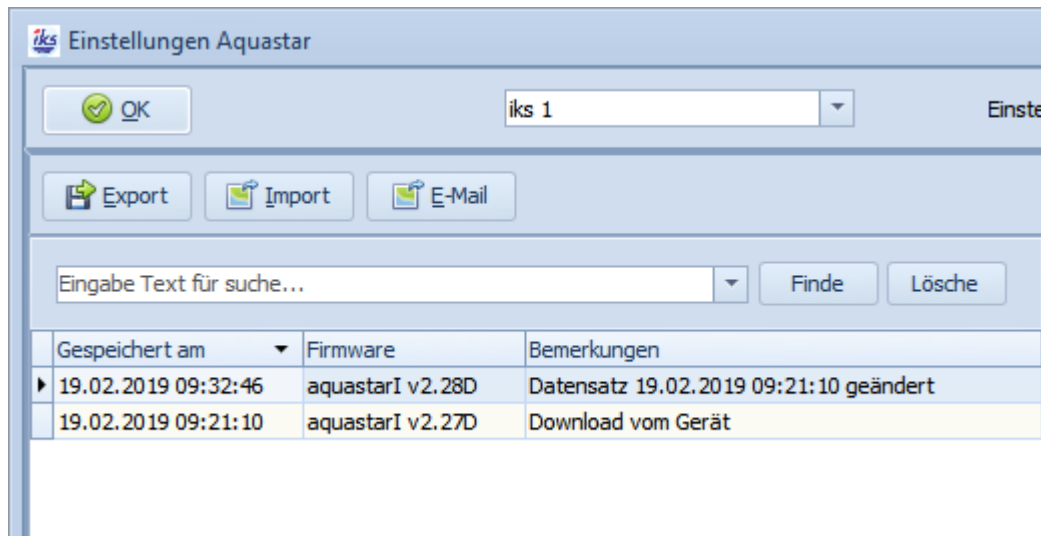 iks Einstellungen Aquastar
OK iks 1 Einste
Export Import E-Mail
Eingabe Text für suche... Finde Lösche
Gespeichert am Firmware Bemerkungen
19.02.2019 09:32:46 aquastarI v2.28D Datensatz 19.02.2019 09:21:10 geändert
19.02.2019 09:21:10 aquastarI v2.27D Download vom Gerät